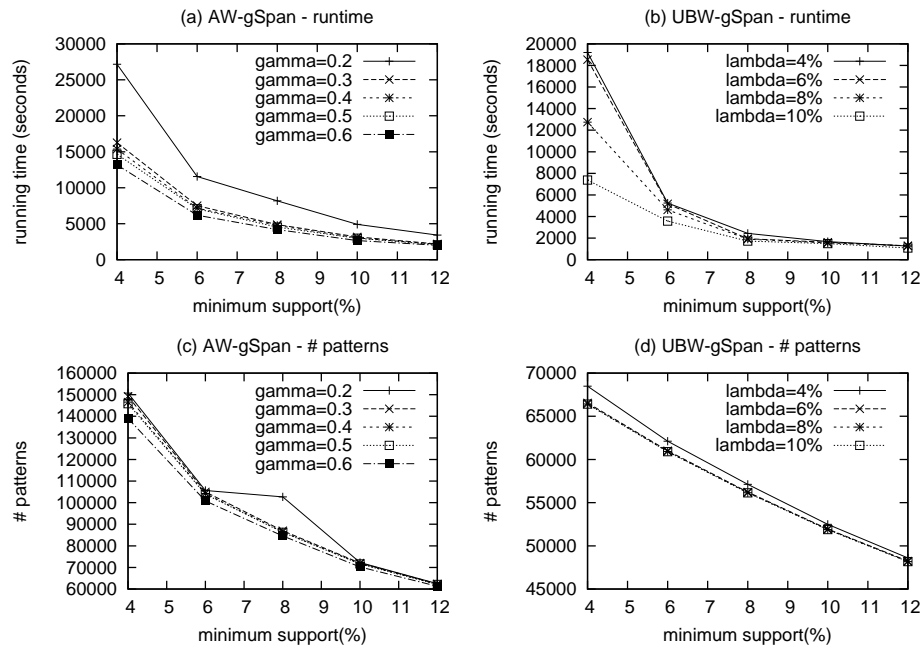 (a) AW-gSpan - runtime
running time (seconds)
30000
25000
20000
15000
10000
5000
0
gamma=0.2
gamma=0.3
gamma=0.4
gamma=0.5
gamma=0.6
4 5 6 7 8 9 10 11 12
minimum support(%)
(b) UBW-gSpan - runtime
running time (seconds)
20000
18000
16000
14000
12000
10000
8000
6000
4000
2000
0
lambda=4%
lambda=6%
lambda=8%
lambda=10%
4 5 6 7 8 9 10 11 12
minimum support(%)
(c) AW-gSpan - # patterns
# patterns
160000
150000
140000
130000
120000
110000
100000
90000
80000
70000
60000
gamma=0.2
gamma=0.3
gamma=0.4
gamma=0.5
gamma=0.6
4 5 6 7 8 9 10 11 12
minimum support(%)
(d) UBW-gSpan - # patterns
# patterns
70000
65000
60000
55000
50000
45000
lambda=4%
lambda=6%
lambda=8%
lambda=10%
4 5 6 7 8 9 10 11 12
minimum support(%)